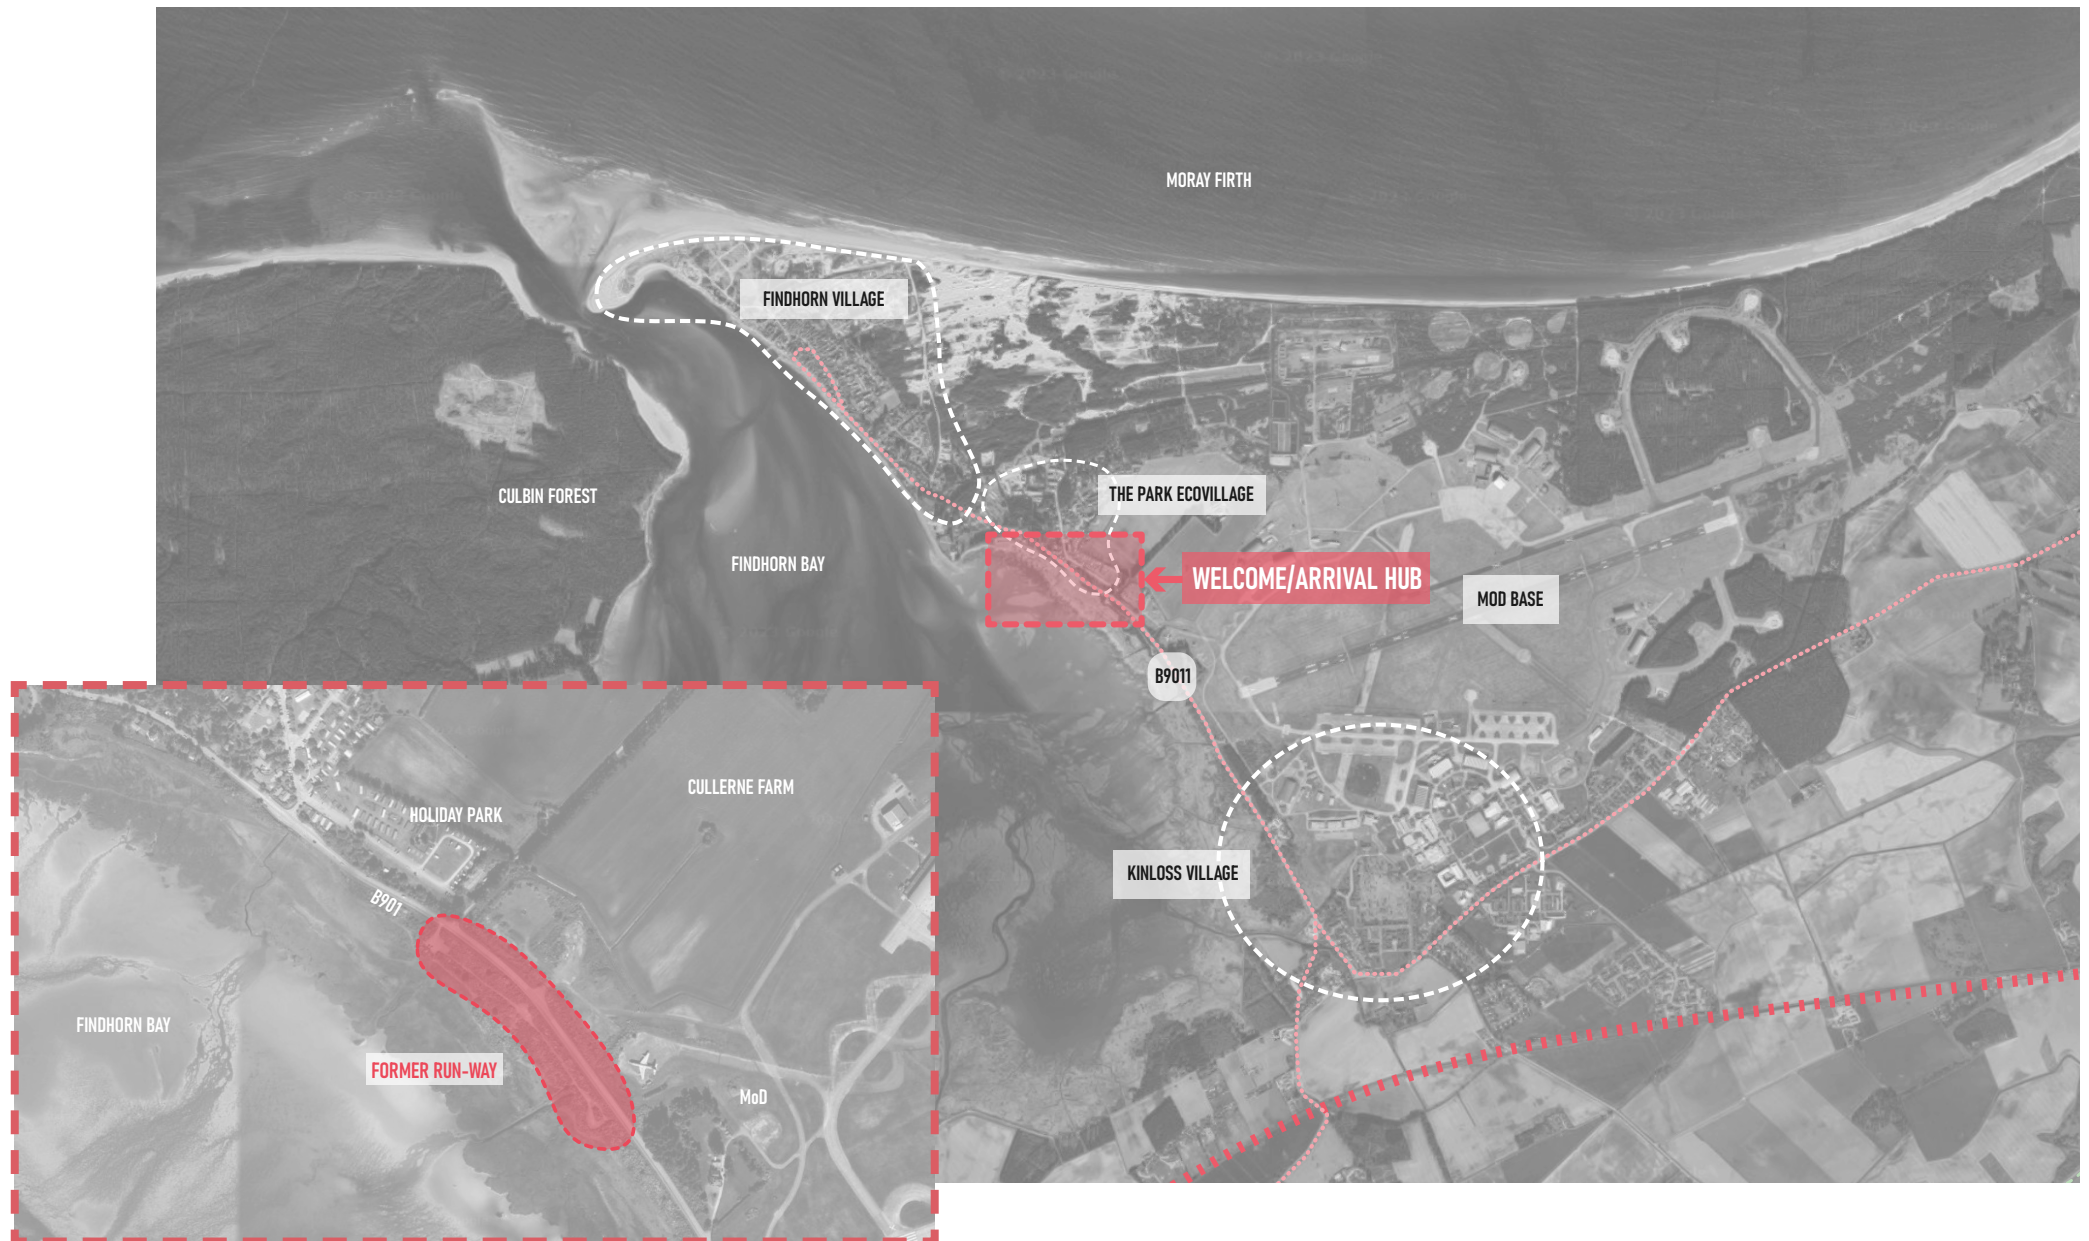 MORAY FIRTH
FINDHORN VILLAGE
CULBIN FOREST
THE PARK ECOVILLAGE
FINDHORN BAY
WELCOME/ARRIVAL HUB
MOD BASE
B9011
KINLOSS VILLAGE
CULLERNE FARM
HOLIDAY PARK
B901
FINDHORN BAY
FORMER RUN-WAY
MoD